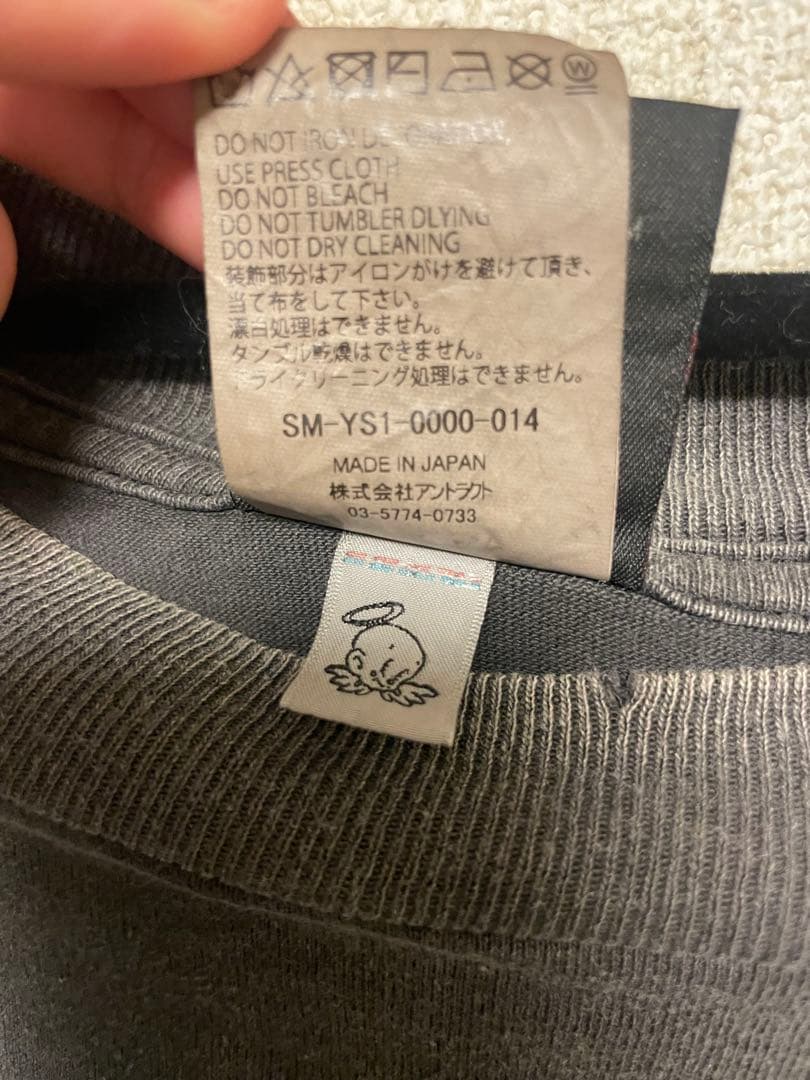 W
DO NOT IRON
USE PRESS CLOTH
DO NOT BLEACH
DO NOT TUMBLER DLYING
DO NOT DRY CLEANING
装飾部分はアイロンがけを避けて頂き、
当て布をして下さい。
漂白処理はできません。
タンブル乾燥はできません。
ライクリーニング処理はできません。
SM-YS1-0000-014
MADE IN JAPAN
株式会社アントラクト
03-5774-0733